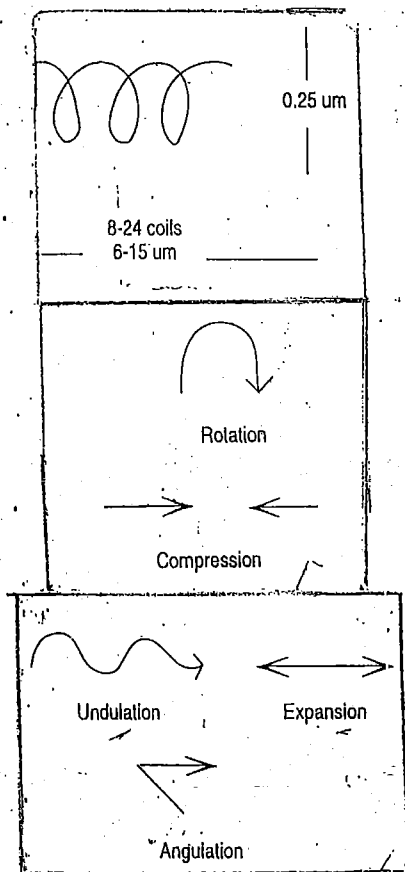 0.25 um
8-24 coils
6-15 um
Rotation
Compression
Undulation
Expansion
Angulation